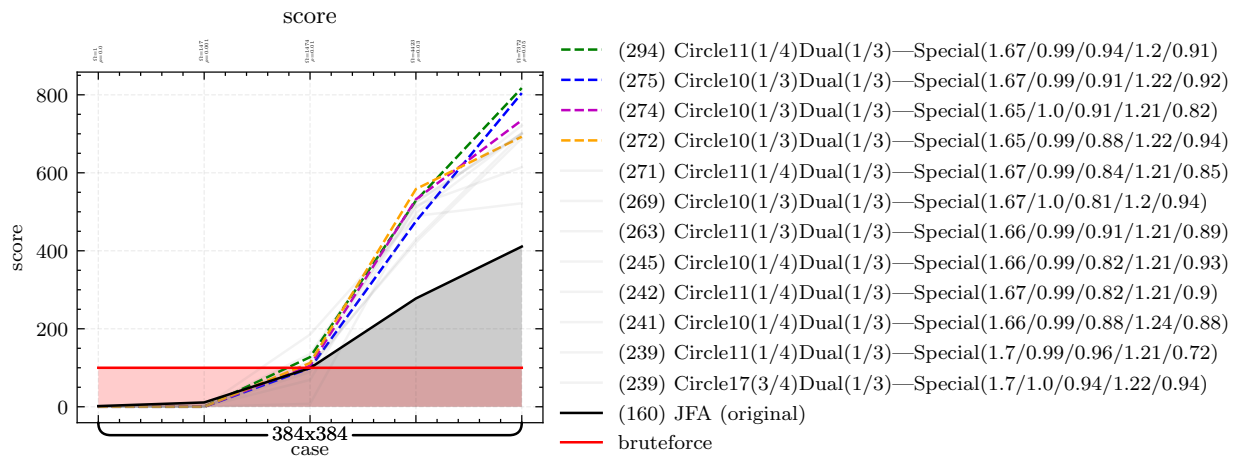 score
score
800
600
400
200
0
384x384
case
(294) Circle11(1/4)Dual(1/3)—Special(1.67/0.99/0.94/1.2/0.91)
(275) Circle10(1/3)Dual(1/3)—Special(1.67/0.99/0.91/1.22/0.92)
(274) Circle10(1/3)Dual(1/3)—Special(1.65/1.0/0.91/1.21/0.82)
(272) Circle10(1/3)Dual(1/3)—Special(1.65/0.99/0.88/1.22/0.94)
(271) Circle11(1/4)Dual(1/3)—Special(1.67/0.99/0.84/1.21/0.85)
(269) Circle10(1/3)Dual(1/3)—Special(1.67/1.0/0.81/1.2/0.94)
(263) Circle11(1/3)Dual(1/3)—Special(1.66/0.99/0.91/1.21/0.89)
(245) Circle10(1/4)Dual(1/3)—Special(1.66/0.99/0.82/1.21/0.93)
(242) Circle11(1/4)Dual(1/3)—Special(1.67/0.99/0.82/1.21/0.9)
(241) Circle10(1/4)Dual(1/3)—Special(1.66/0.99/0.88/1.24/0.88)
(239) Circle11(1/4)Dual(1/3)—Special(1.7/0.99/0.96/1.21/0.72)
(239) Circle17(3/4)Dual(1/3)—Special(1.7/1.0/0.94/1.22/0.94)
(160) JFA (original)
bruteforce